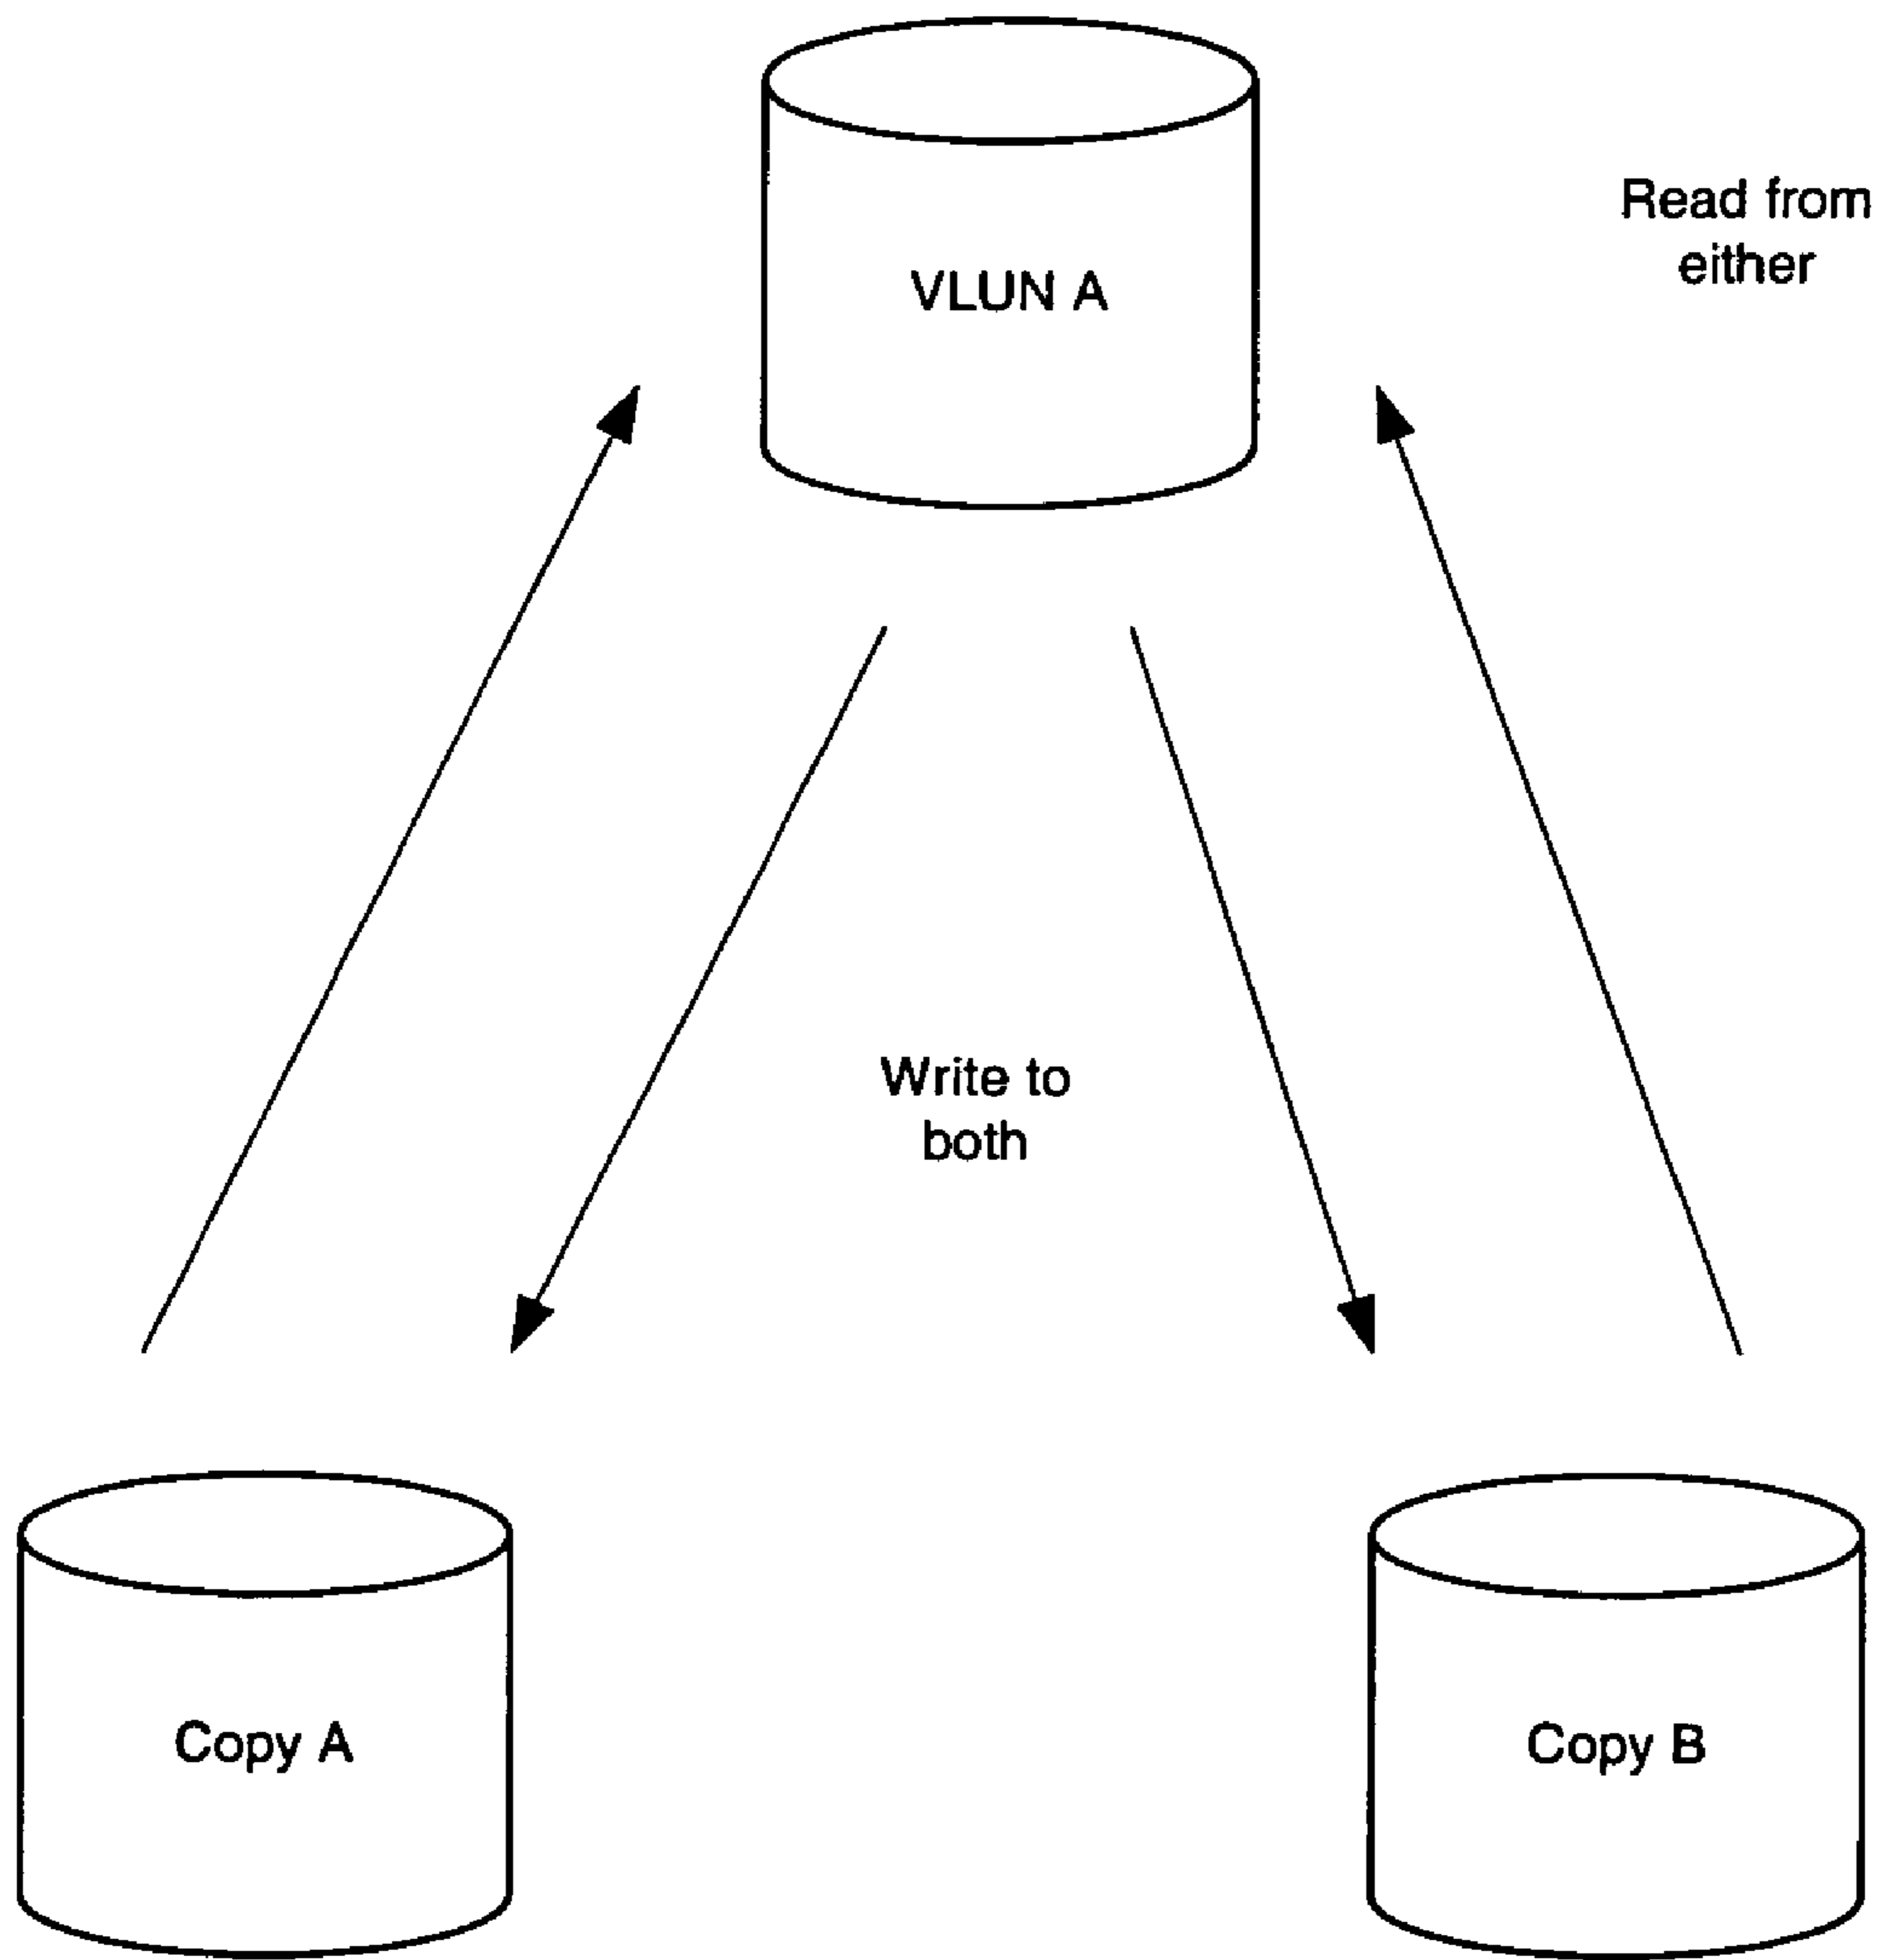 VLUN A
Read from
either
Write to
both
Copy A
Copy B